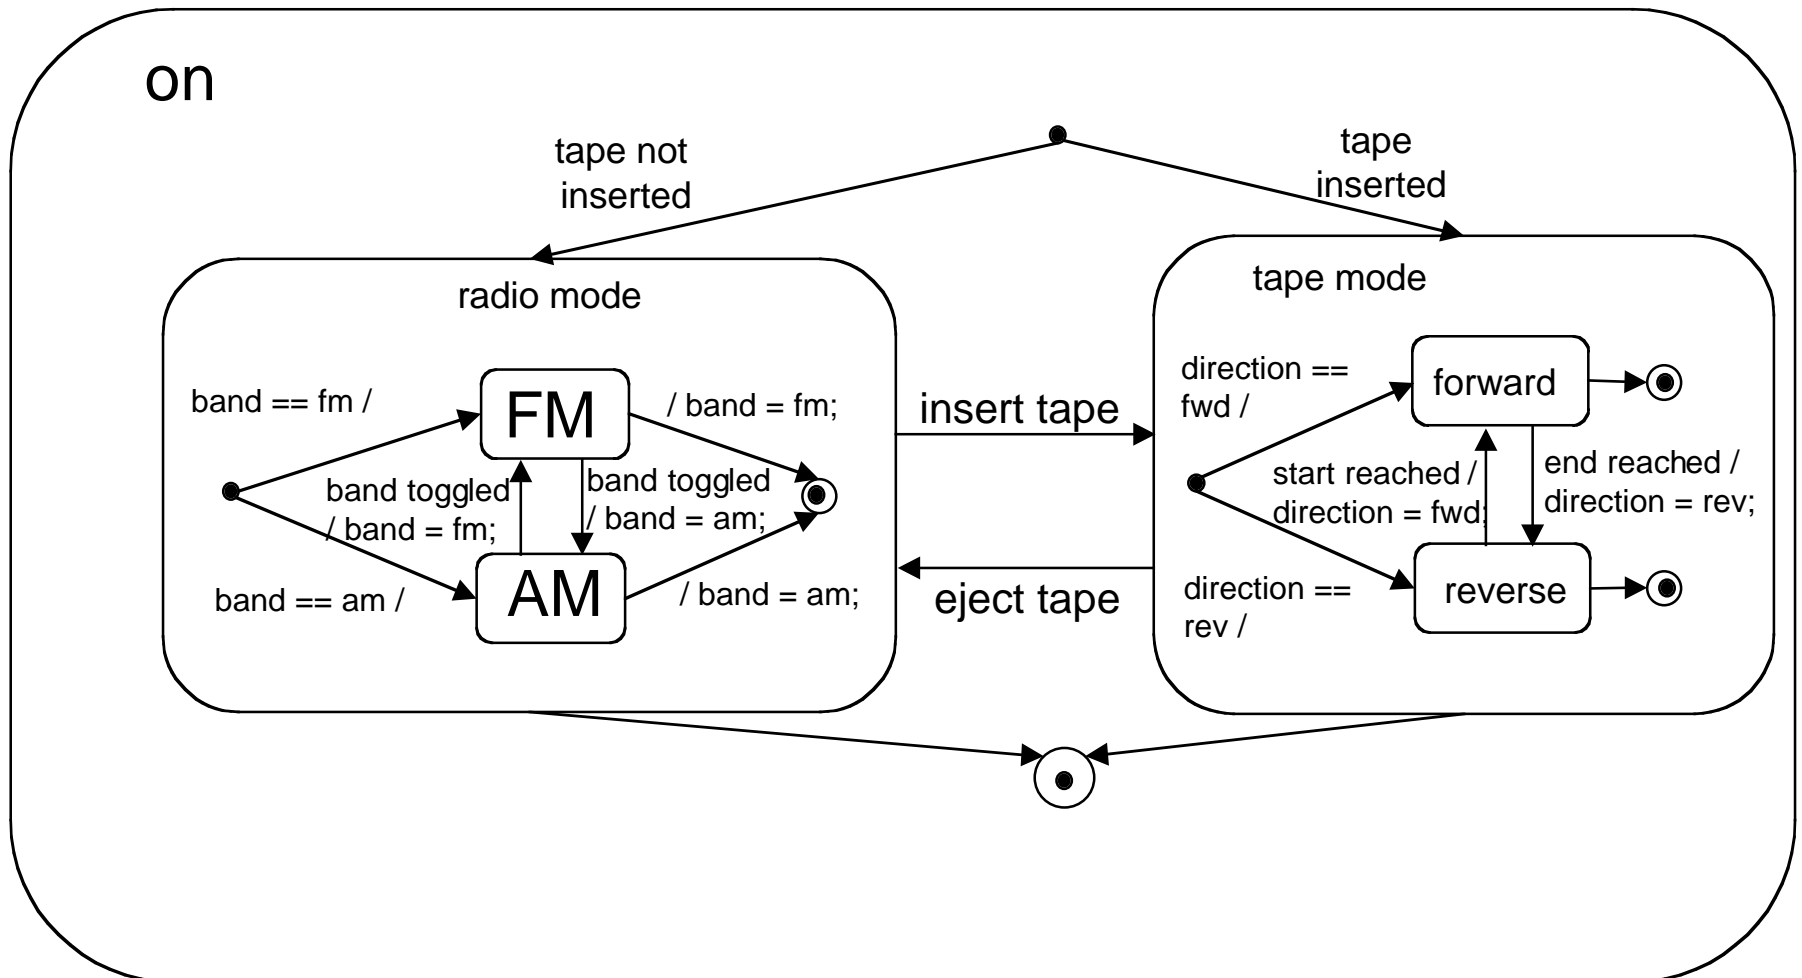 on
tape not
inserted
tape
inserted
radio mode
band == fm /
FM
/ band = fm;
band toggled
/ band = fm;
band toggled
/ band = am;
band == am /
AM
/ band = am;
insert tape
eject tape
tape mode
direction ==
fwd /
forward
start reached /
direction = fwd;
end reached /
direction = rev;
direction ==
rev /
reverse